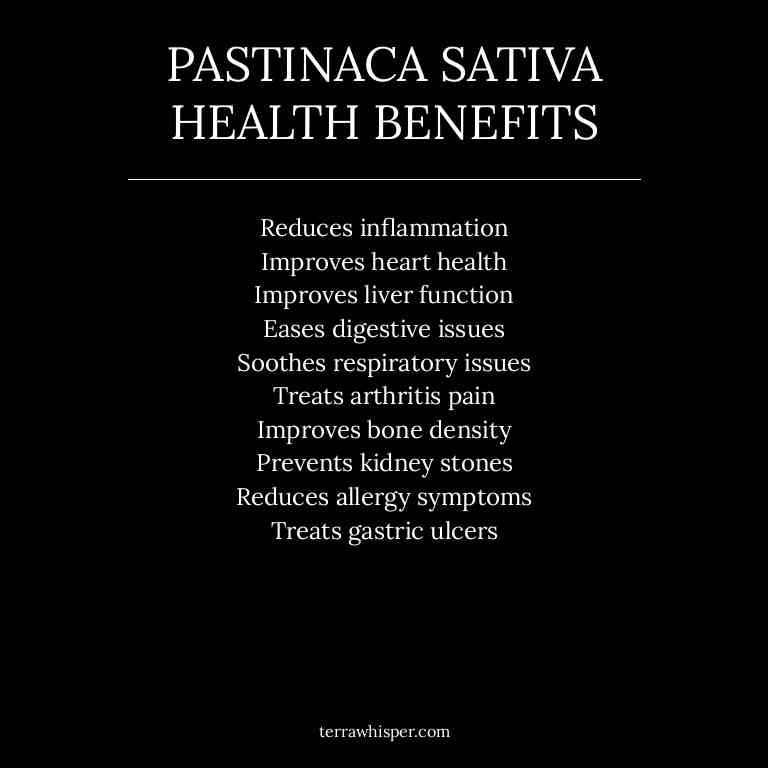 PASTINACA SATIVA
HEALTH BENEFITS
Reduces inflammation
Improves heart health
Improves liver function
Eases digestive issues
Soothes respiratory issues
Treats arthritis pain
Improves bone density
Prevents kidney stones
Reduces allergy symptoms
Treats gastric ulcers
terrawhisper.com